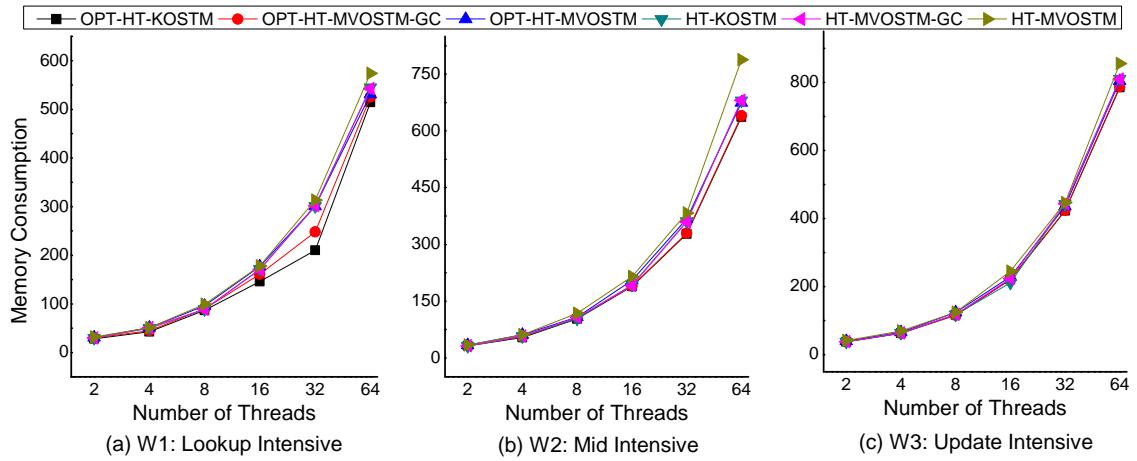 OPT-HT-KOSTM OPT-HT-MVOSTM-GC OPT-HT-MVOSTM HT-KOSTM HT-MVOSTM-GC HT-MVOSTM
Memory Consumption
600
500
400
300
200
100
0
2 4 8 16 32 64
Number of Threads
(a) W1: Lookup Intensive
750
600
450
300
150
0
2 4 8 16 32 64
Number of Threads
(b) W2: Mid Intensive
800
600
400
200
0
2 4 8 16 32 64
Number of Threads
(c) W3: Update Intensive